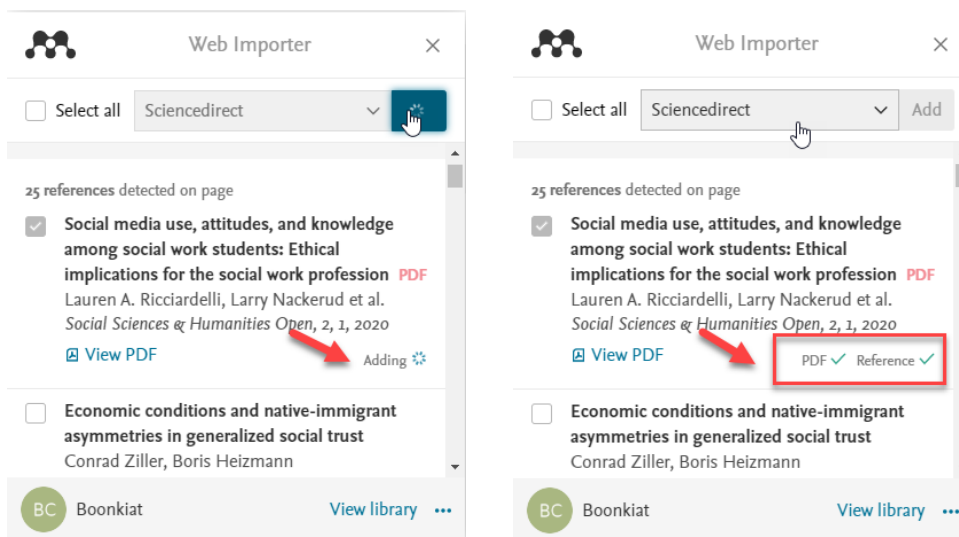 Web Importer
Select all Sciencedirect
25 references detected on page
Social media use, attitudes, and knowledge
among social work students: Ethical
implications for the social work profession PDF
Lauren A. Ricciardelli, Larry Nackerud et al.
Social Sciences & Humanities Open, 2, 1, 2020
View PDF
Adding
Economic conditions and native-immigrant
asymmetries in generalized social trust
Conrad Ziller, Boris Heizmann
BC Boonkiat View library
Web Importer
Select all Sciencedirect Add
25 references detected on page
Social media use, attitudes, and knowledge
among social work students: Ethical
implications for the social work profession PDF
Lauren A. Ricciardelli, Larry Nackerud et al.
Social Sciences & Humanities Open, 2, 1, 2020
View PDF
PDF Reference
Economic conditions and native-immigrant
asymmetries in generalized social trust
Conrad Ziller, Boris Heizmann
BC Boonkiat View library